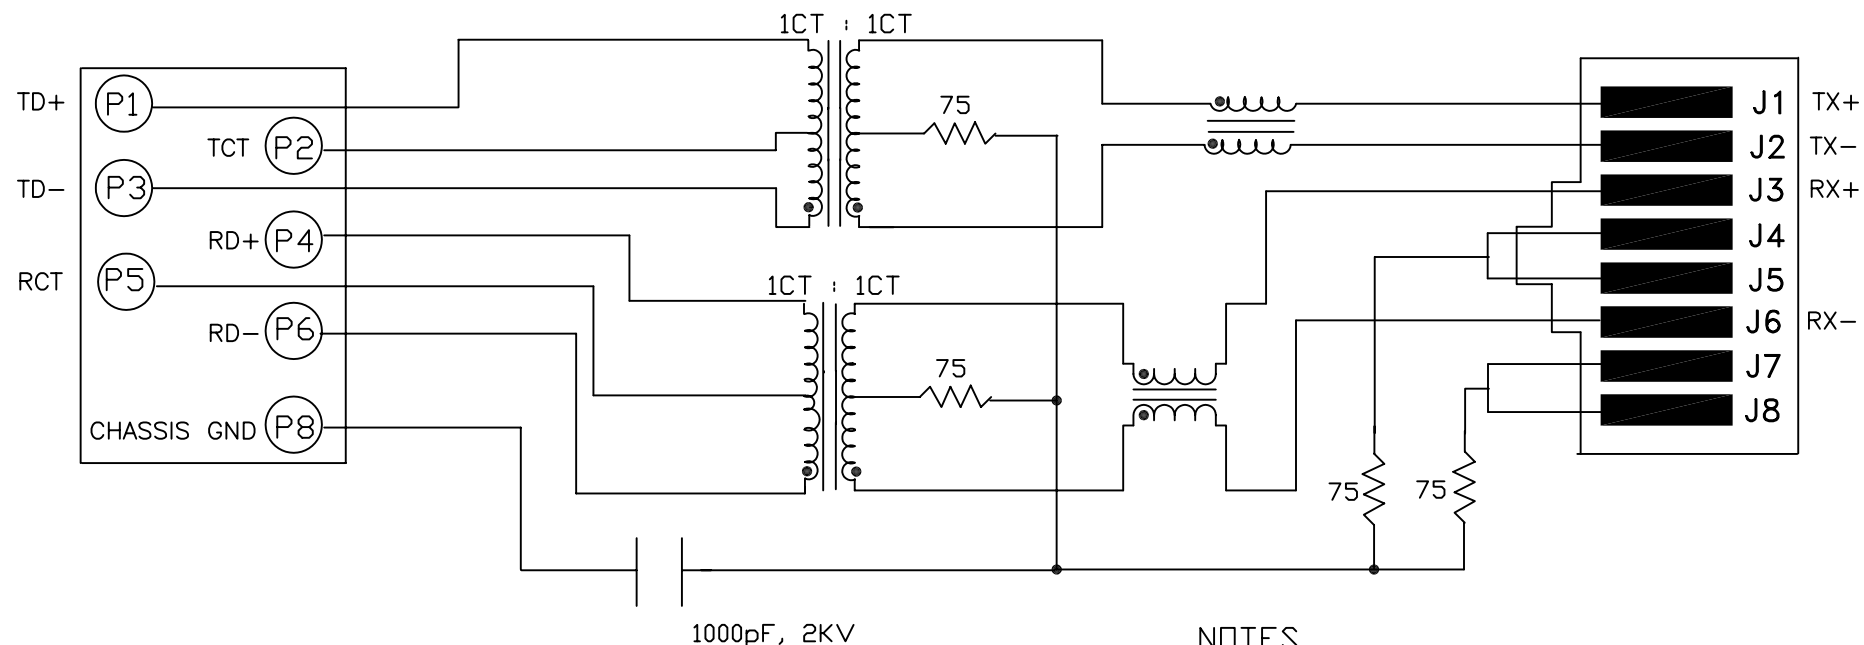 1CT : 1CT
TD+ P1
TCT P2
TD- P3
RD+ P4
RCT P5
RD- P6
CHASSIS GND P8
75
1CT : 1CT
75
J1 TX+
J2 TX-
J3 RX+
J4
J5
J6 RX-
J7
J8
75
75
1000pF, 2KV
NOTES